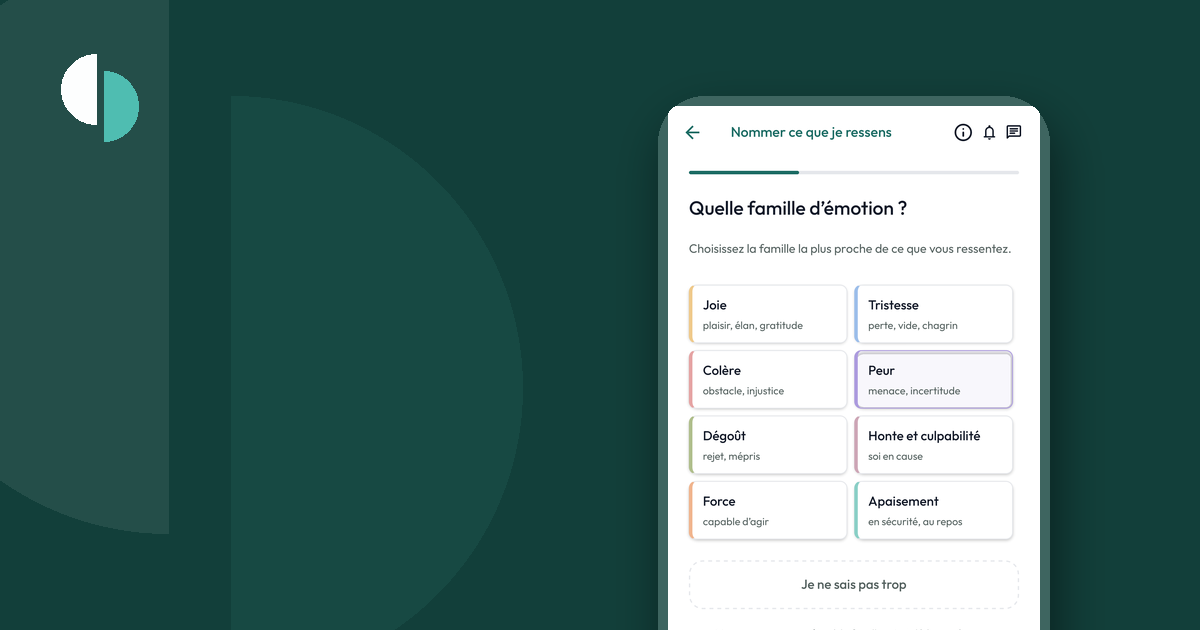 Nommer ce que je ressens
Quelle famille d’émotion ?
Choisissez la famille la plus proche de ce que vous ressentez.
Joie
plaisir, élan, gratitude
Tristesse
perte, vide, chagrin
Colère
obstacle, injustice
Peur
menace, incertitude
Dégoût
rejet, mépris
Honte et culpabilité
soi en cause
Force
capable d’agir
Apaisement
en sécurité, au repos
Je ne sais pas trop